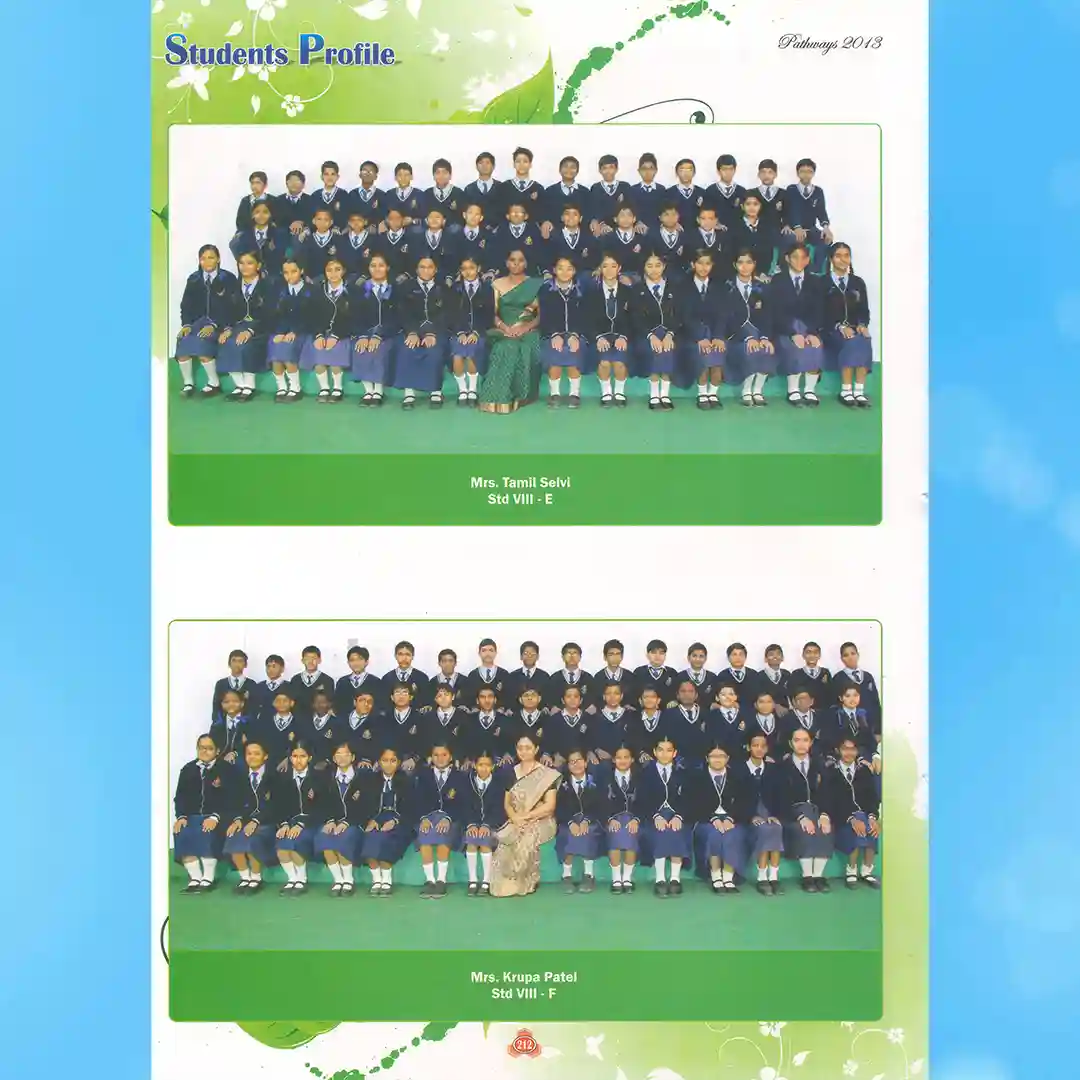 Students Profile
Pathways 2013
Mrs. Tamil Selvi
Std VIII - E
Mrs. Krupa Patel
Std VIII - F
212